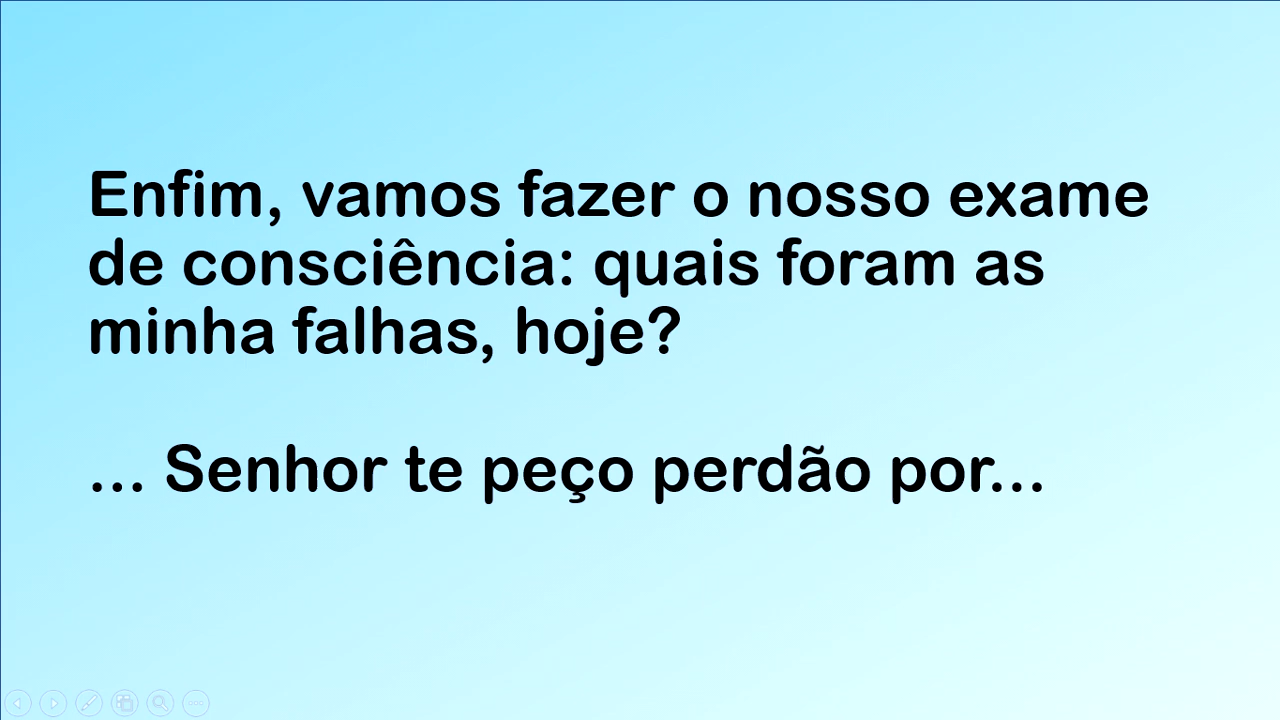 Enfim, vamos fazer o nosso exame
de consciência: quais foram as
minha falhas, hoje?
... Senhor te peço perdão por...